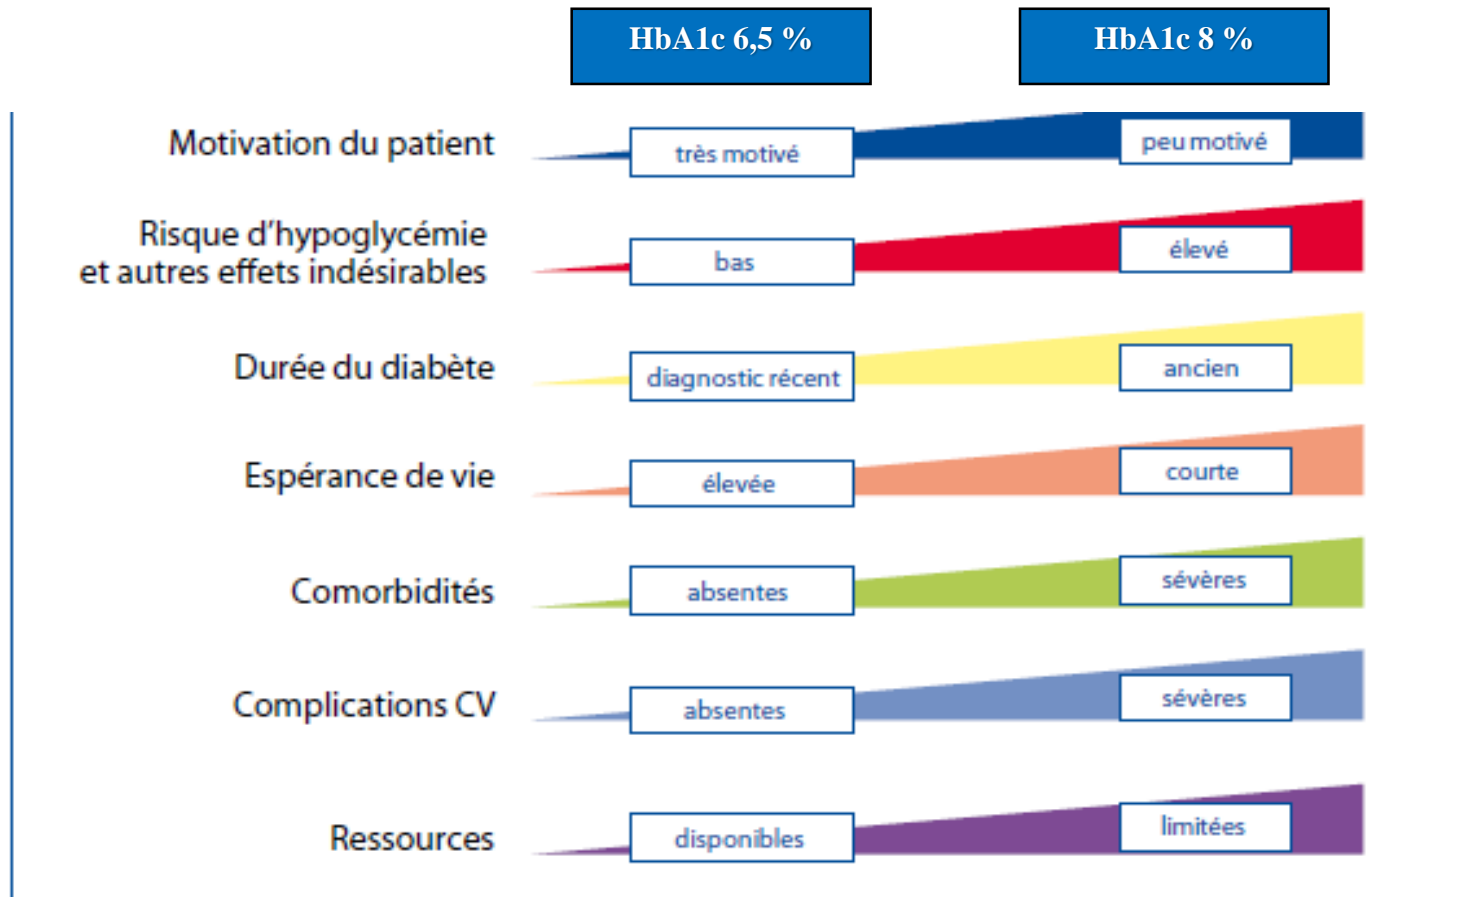 HbA1c 6,5 %
HbA1c 8 %
Motivation du patient
très motivé
peu motivé
Risque d'hypoglycémie
et autres effets indésirables
bas
élevé
Durée du diabète
diagnostic récent
ancien
Espérance de vie
élevée
courte
Comorbidités
absentes
sévères
Complications CV
absentes
sévères
Ressources
disponibles
limitées